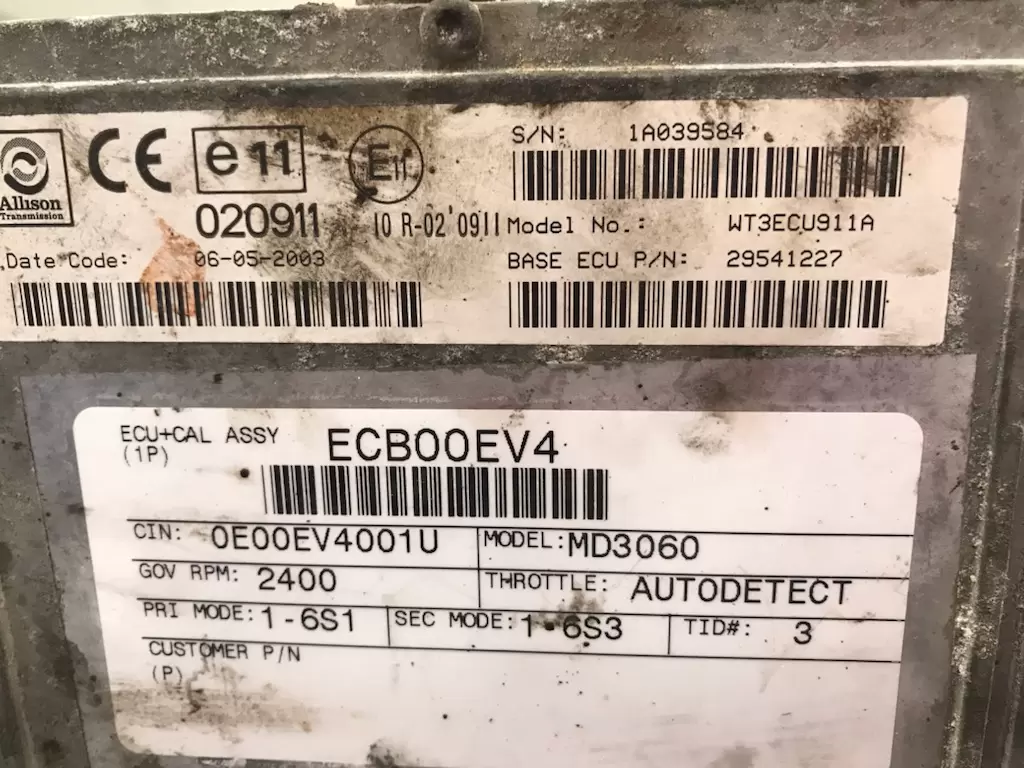 Allison
Transmission
CE
e11
E11
020911
10 R-02 0911
Date Code: 06-05-2003
S/N: 1A039584
Model No.: WT3ECU911A
BASE ECU P/N: 29541227
ECU+CAL ASSY ECB00EV4
(1P)
CIN: 0E00EV4001U MODEL: MD3060
GOV RPM: 2400 THROTTLE: AUTODETECT
PRI MODE: 1-6S1 SEC MODE: 1-6S3 TID#: 3
CUSTOMER P/N
(P)